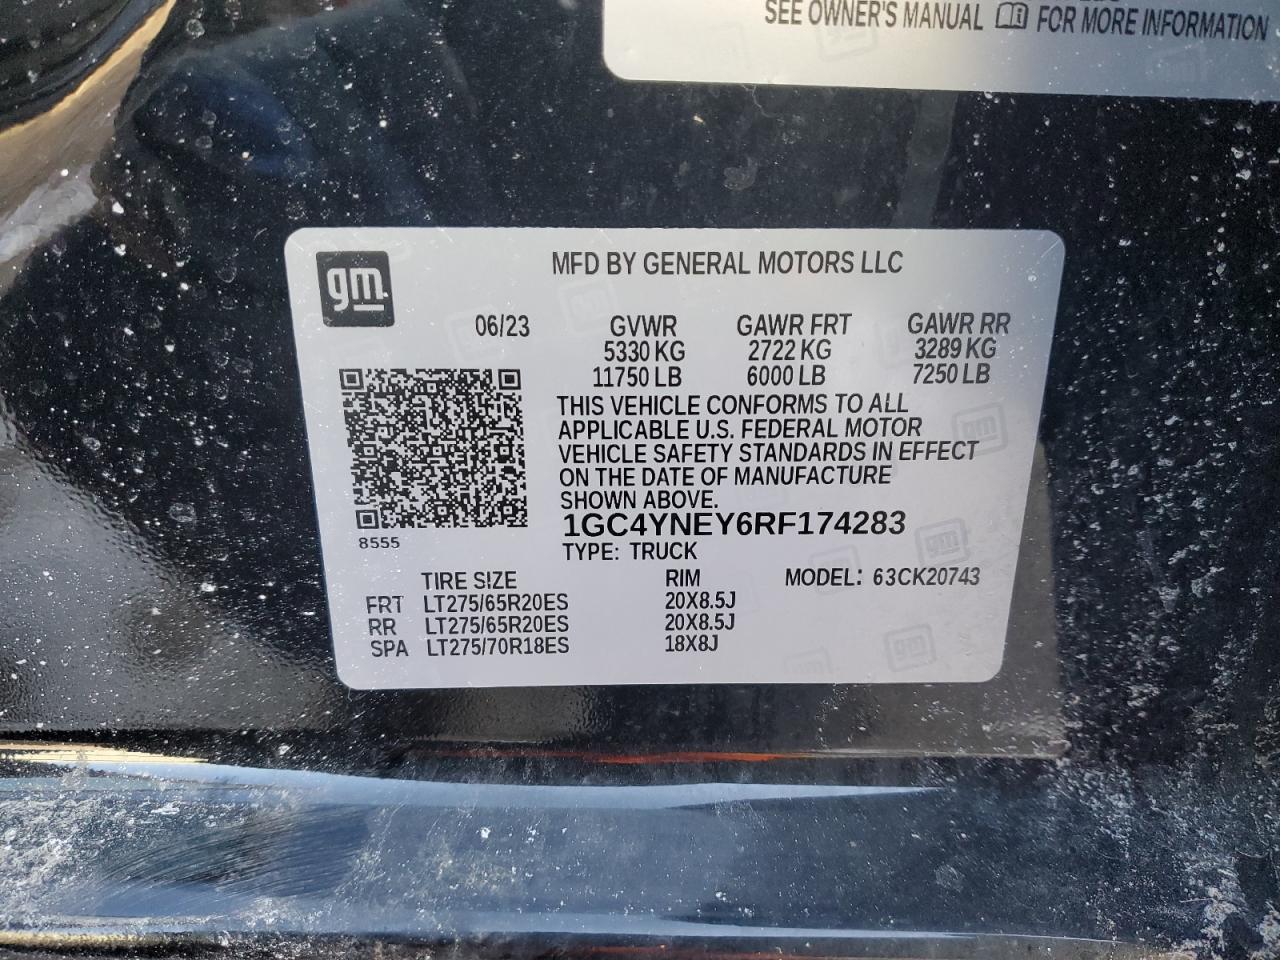 SEE OWNER'S MANUAL FOR MORE INFORMATION
gm
MFD BY GENERAL MOTORS LLC
06/23 GVWR GAWR FRT GAWR RR
5330 KG 2722 KG 3289 KG
11750 LB 6000 LB 7250 LB
THIS VEHICLE CONFORMS TO ALL
APPLICABLE U.S. FEDERAL MOTOR
VEHICLE SAFETY STANDARDS IN EFFECT
ON THE DATE OF MANUFACTURE
SHOWN ABOVE.
1GC4YNEY6RF174283
8555
TYPE: TRUCK
TIRE SIZE RIM MODEL: 63CK20743
FRT LT275/65R20ES 20X8.5J
RR LT275/65R20ES 20X8.5J
SPA LT275/70R18ES 18X8J